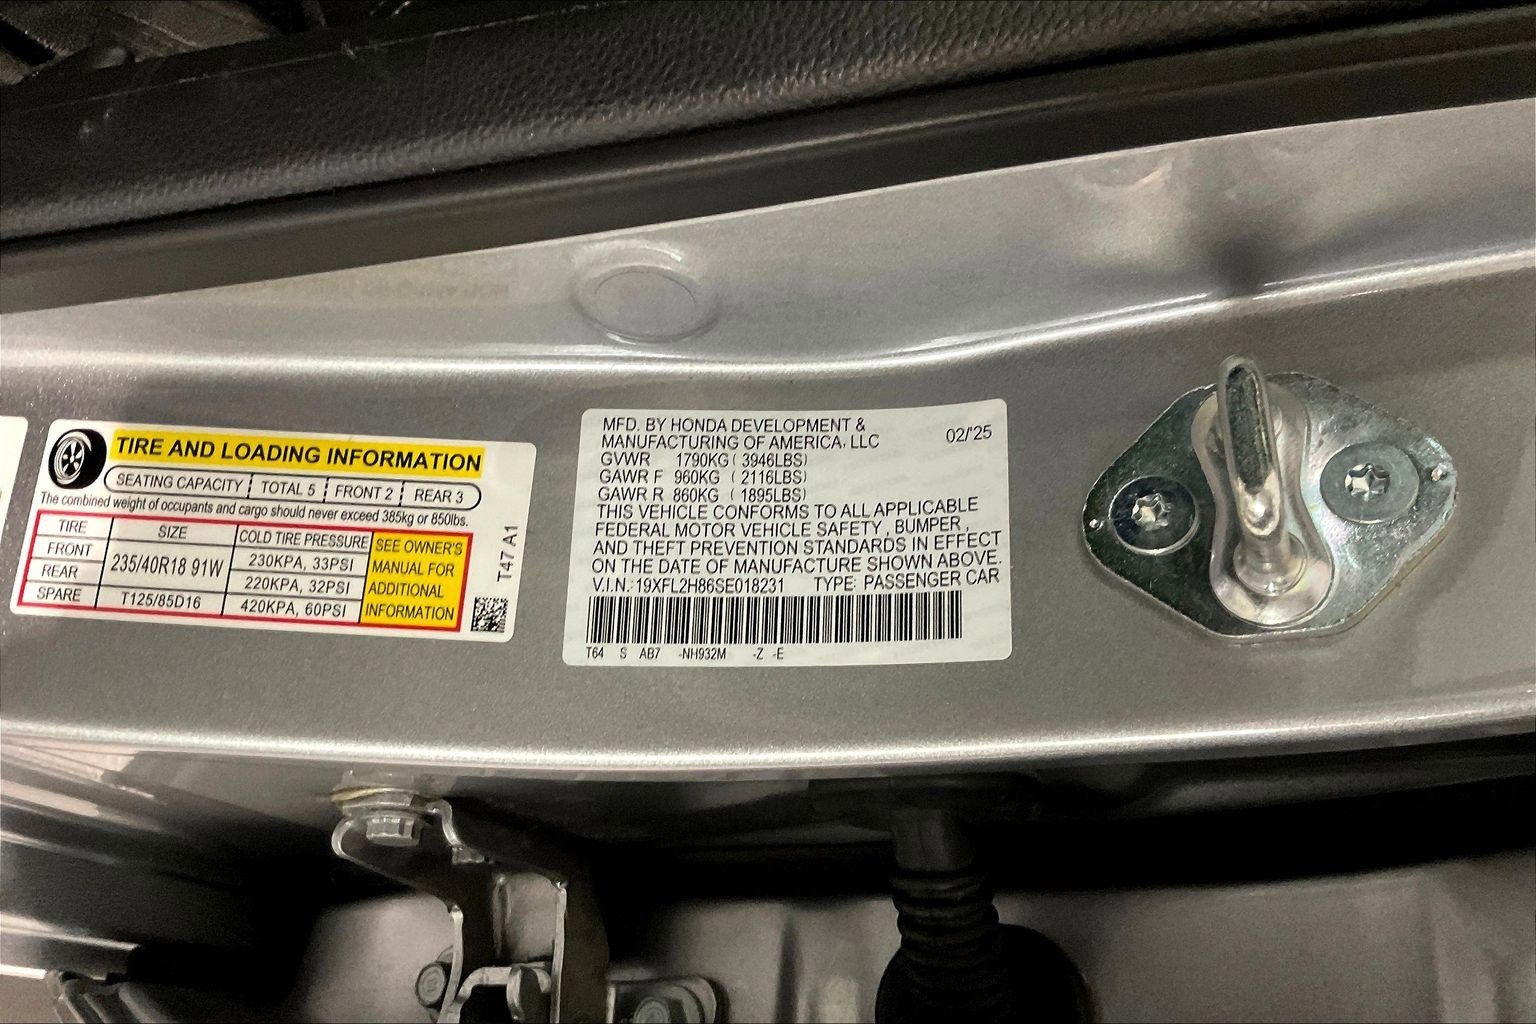 TIRE AND LOADING INFORMATION
SEATING CAPACITY TOTAL 5 FRONT 2 REAR 3
The combined weight of occupants and cargo should never exceed 385kg or 850lbs.
TIRE SIZE COLD TIRE PRESSURE
FRONT 235/40R18 91W 230KPA, 33PSI
REAR 220KPA, 32PSI
SPARE T125/85D16 420KPA, 60PSI
SEE OWNER'S
MANUAL FOR
ADDITIONAL
INFORMATION
T47 A1
MFD. BY HONDA DEVELOPMENT &
MANUFACTURING OF AMERICA, LLC 02/'25
GVWR 1790KG ( 3946LBS)
GAWR F 960KG ( 2116LBS)
GAWR R 860KG ( 1895LBS)
THIS VEHICLE CONFORMS TO ALL APPLICABLE
FEDERAL MOTOR VEHICLE SAFETY , BUMPER ,
AND THEFT PREVENTION STANDARDS IN EFFECT
ON THE DATE OF MANUFACTURE SHOWN ABOVE.
V.I.N.: 19XFL2H86SE018231 TYPE: PASSENGER CAR
T64 S AB7 -NH932M -Z -E